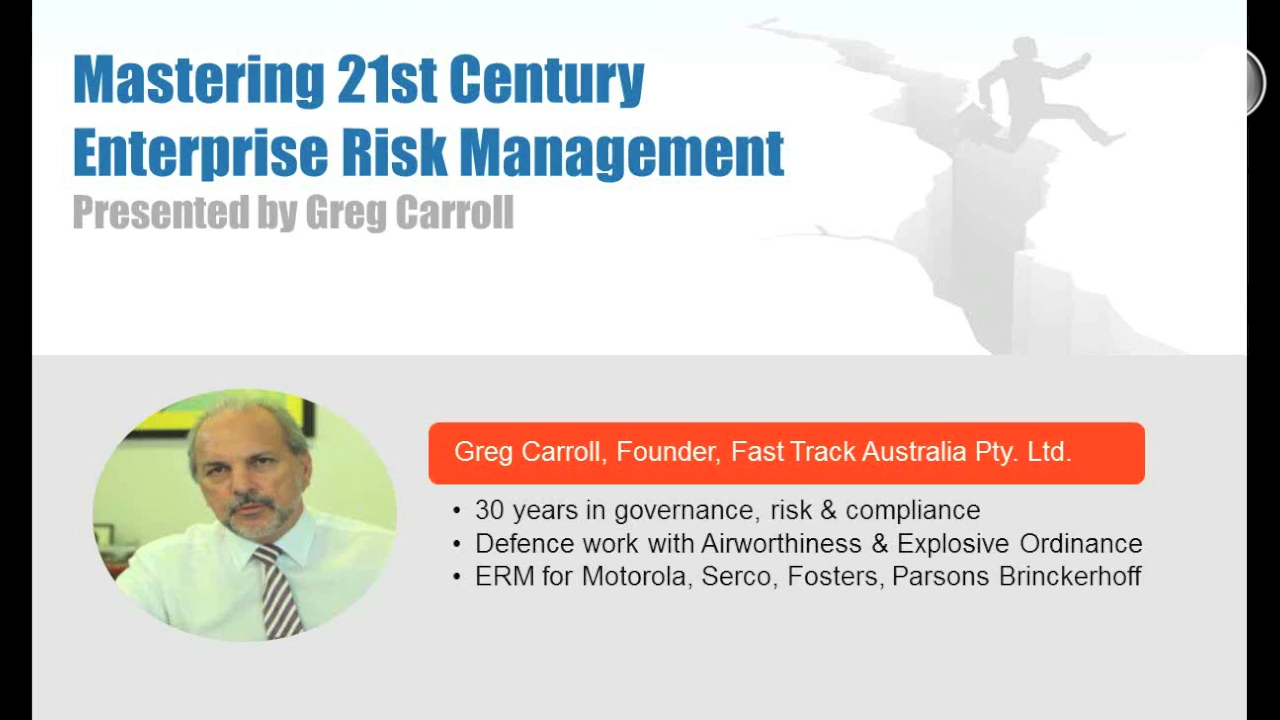 Mastering 21st Century
Enterprise Risk Management
Presented by Greg Carroll
Greg Carroll, Founder, Fast Track Australia Pty. Ltd.
• 30 years in governance, risk & compliance
• Defence work with Airworthiness & Explosive Ordinance
• ERM for Motorola, Serco, Fosters, Parsons Brinckerhoff